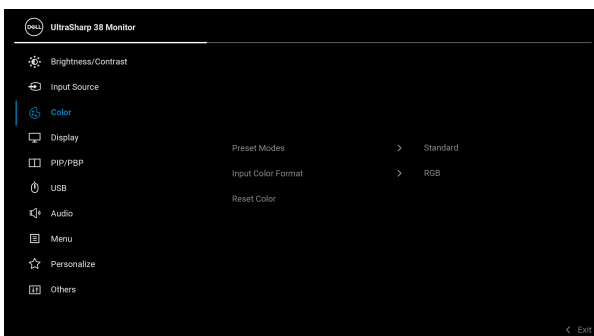 DELL UltraSharp 38 Monitor
Brightness/Contrast
Input Source
Color
Display
PIP/PBP
USB
Audio
Menu
Personalize
Others
Preset Modes > Standard
Input Color Format > RGB
Reset Color
< Exit